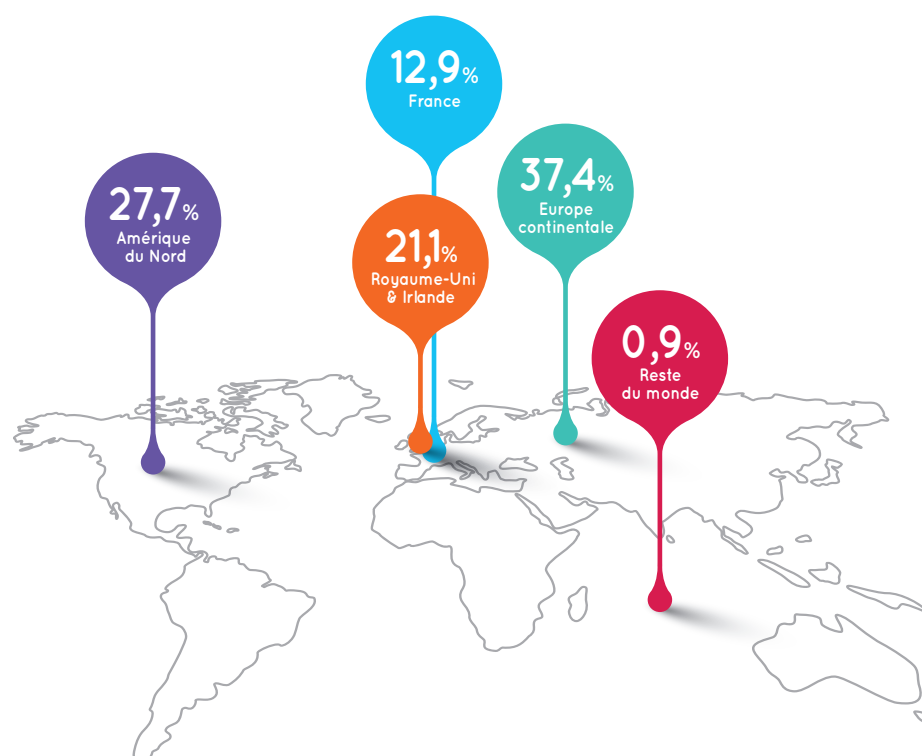 12,9%
France
37,4%
Europe
continentale
27,7%
Amérique
du Nord
21,1%
Royaume-Uni
& Irlande
0,9%
Reste
du monde